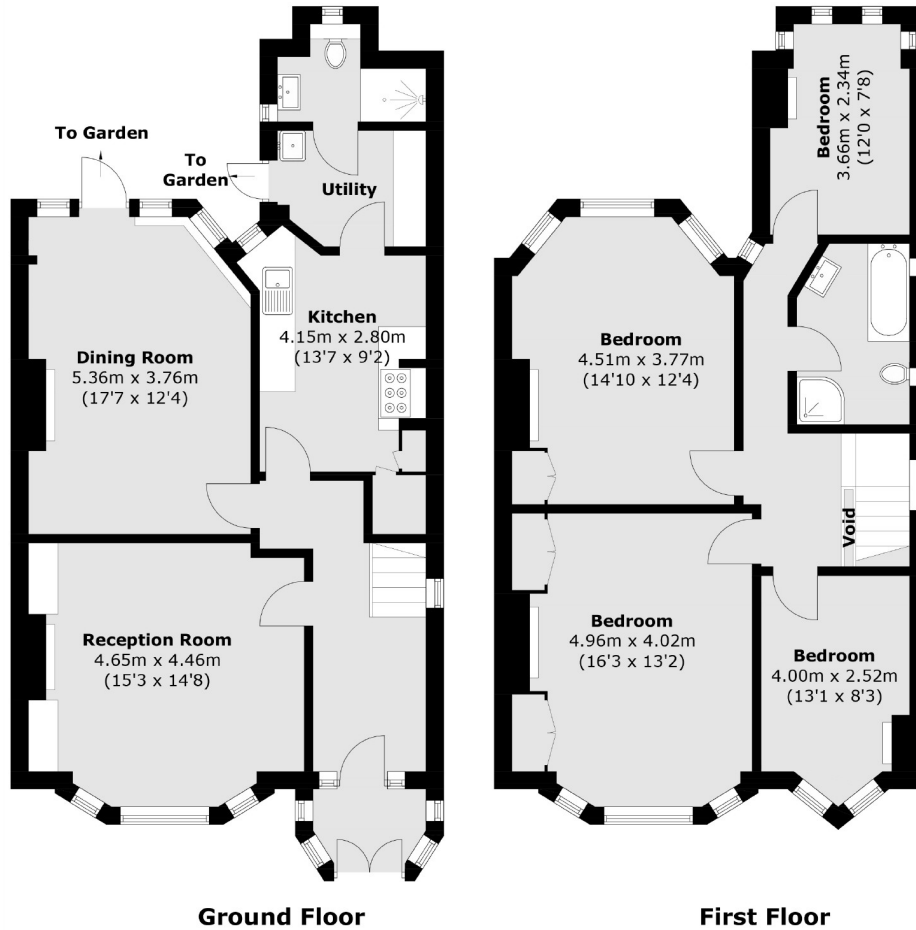 To Garden
To
Garden
Utility
Kitchen
4.15m x 2.80m
(13'7 x 9'2)
Dining Room
5.36m x 3.76m
(17'7 x 12'4)
Reception Room
4.65m x 4.46m
(15'3 x 14'8)
Ground Floor
Bedroom
3.66m x 2.34m
(12'0 x 7'8)
Bedroom
4.51m x 3.77m
(14'10 x 12'4)
Void
Bedroom
4.96m x 4.02m
(16'3 x 13'2)
Bedroom
4.00m x 2.52m
(13'1 x 8'3)
First Floor